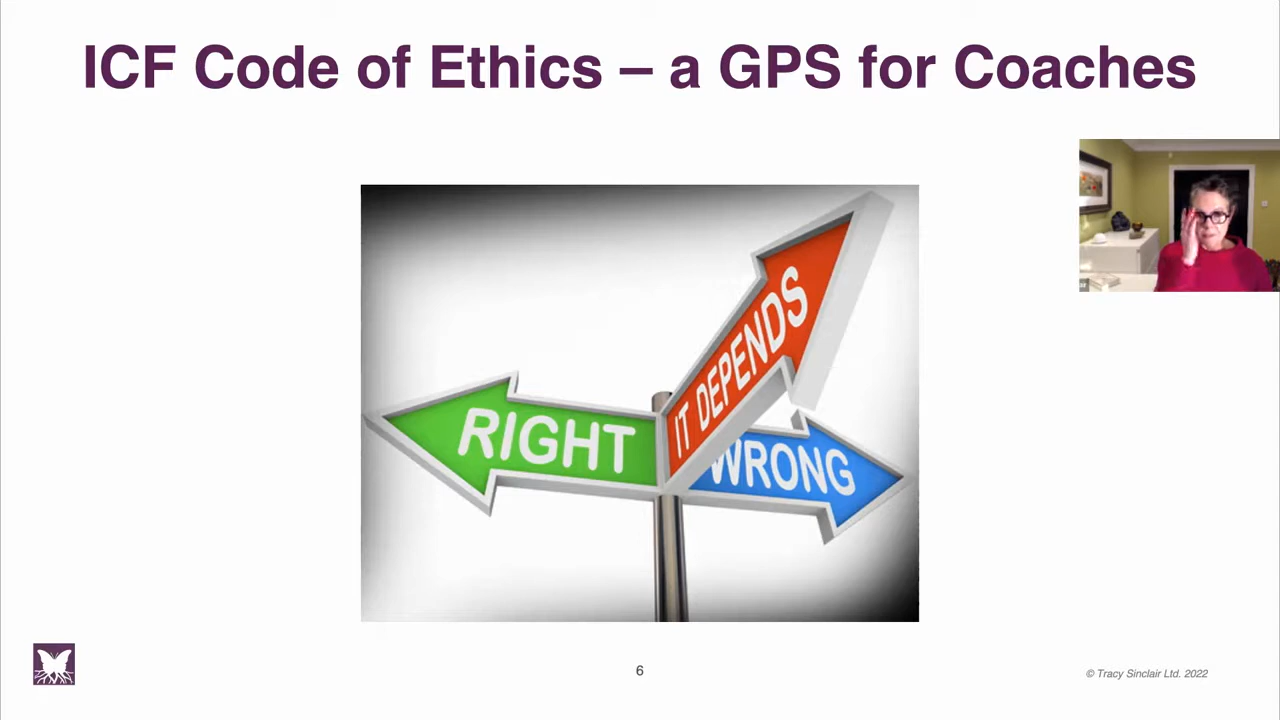 ICF Code of Ethics – a GPS for Coaches
IT DEPENDS
RIGHT
WRONG
6
© Tracy Sinclair Ltd. 2022